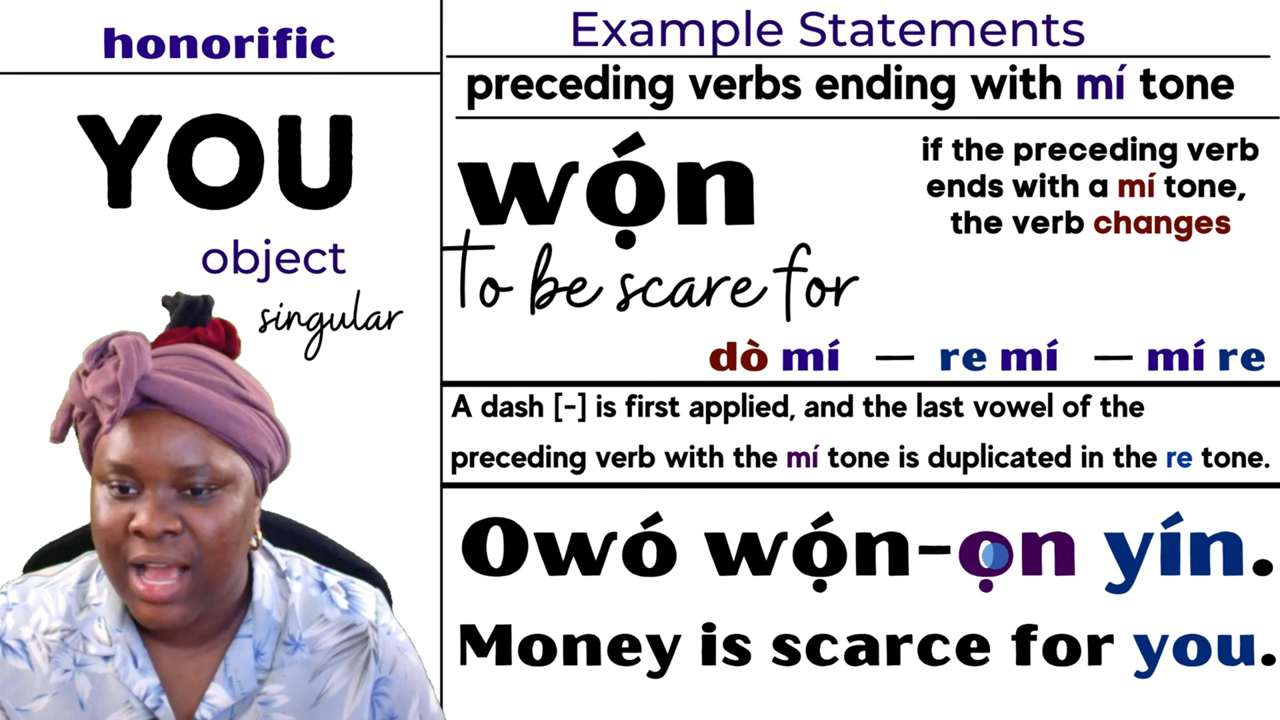 honorific
YOU
object
singular
Example Statements
preceding verbs ending with mí tone
wọ́n
To be scare for
if the preceding verb
ends with a mí tone,
the verb changes
dò mí — re mí — mí re
A dash [-] is first applied, and the last vowel of the
preceding verb with the mí tone is duplicated in the re tone.
Owó wọ́n-ọn yín.
Money is scarce for you.